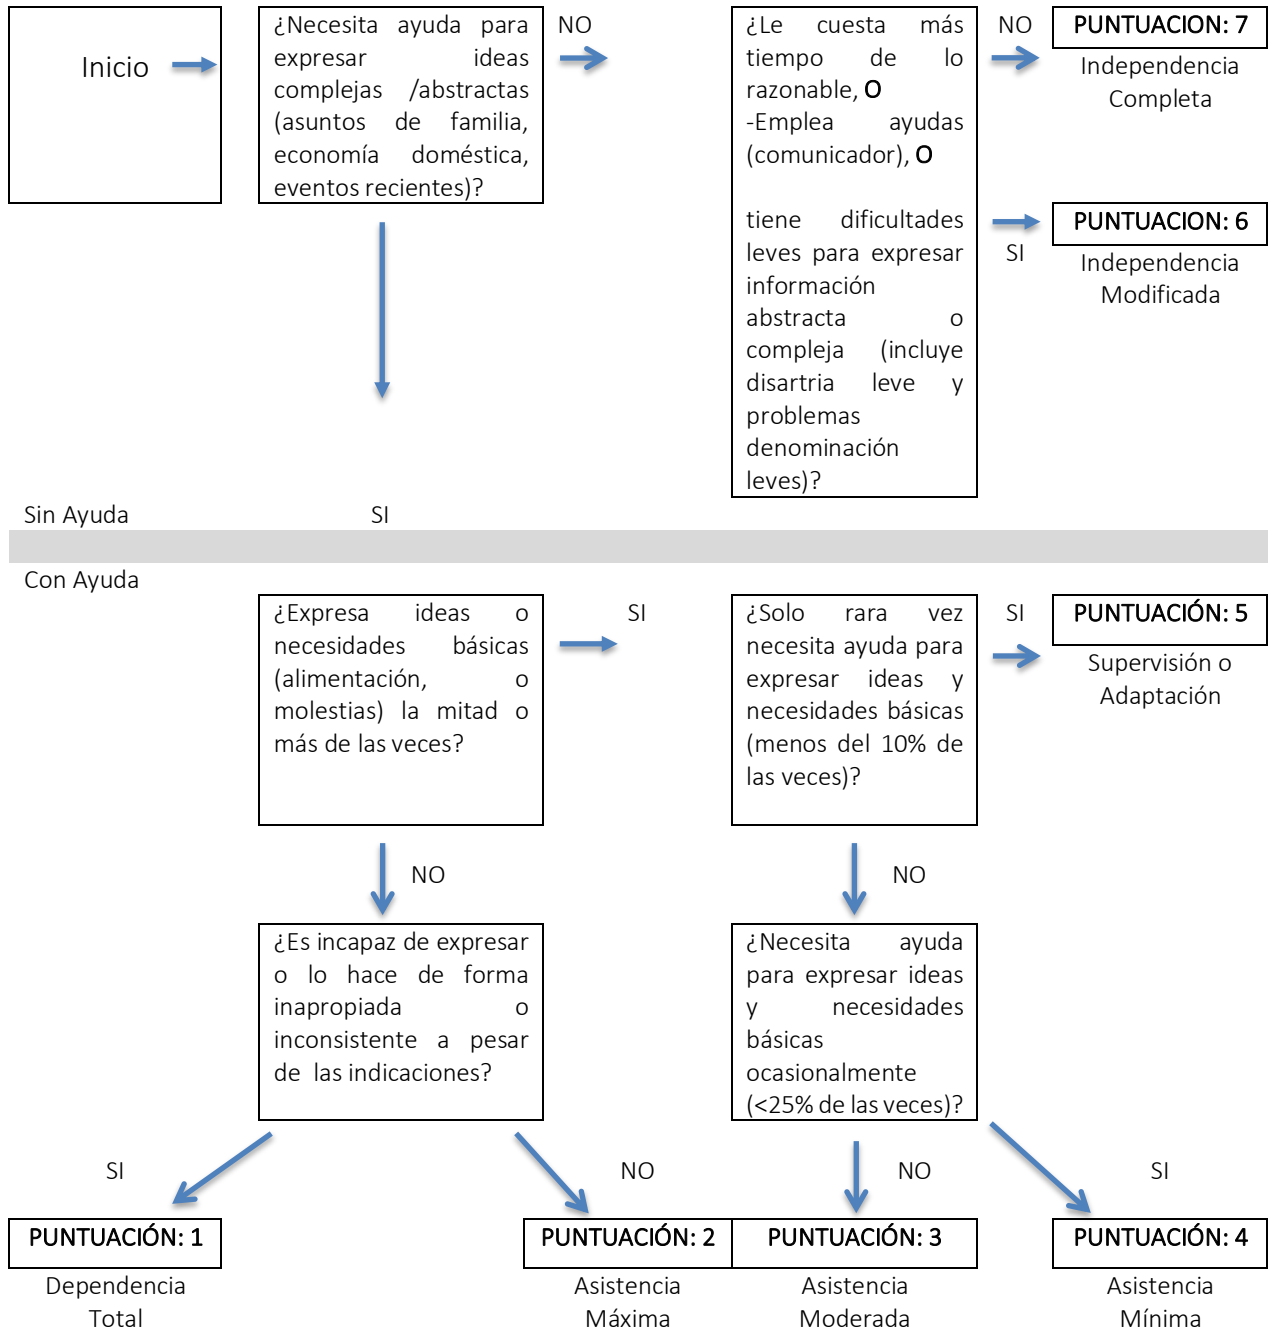 Inicio
¿Necesita ayuda para
expresar ideas
complejas /abstractas
(asuntos de familia,
economía doméstica,
eventos recientes)?
NO
¿Le cuesta más
tiempo de lo
razonable, O
-Emplea ayudas
(comunicador), O
tiene dificultades
leves para expresar
información
abstracta o
compleja (incluye
disartria leve y
problemas
denominación
leves)?
NO
PUNTUACION: 7
Independencia
Completa
SI
PUNTUACION: 6
Independencia
Modificada
Sin Ayuda
SI
Con Ayuda
¿Expresa ideas o
necesidades básicas
(alimentación, o
molestias) la mitad o
más de las veces?
SI
¿Solo rara vez
necesita ayuda para
expresar ideas y
necesidades básicas
(menos del 10% de
las veces)?
SI
PUNTUACIÓN: 5
Supervisión o
Adaptación
NO
NO
¿Es incapaz de expresar
o lo hace de forma
inapropiada o
inconsistente a pesar
de las indicaciones?
¿Necesita ayuda
para expresar ideas
y necesidades
básicas
ocasionalmente
(<25% de las veces)?
SI
NO
NO
SI
PUNTUACIÓN: 1
Dependencia
Total
PUNTUACIÓN: 2
Asistencia
Máxima
PUNTUACIÓN: 3
Asistencia
Moderada
PUNTUACIÓN: 4
Asistencia
Mínima